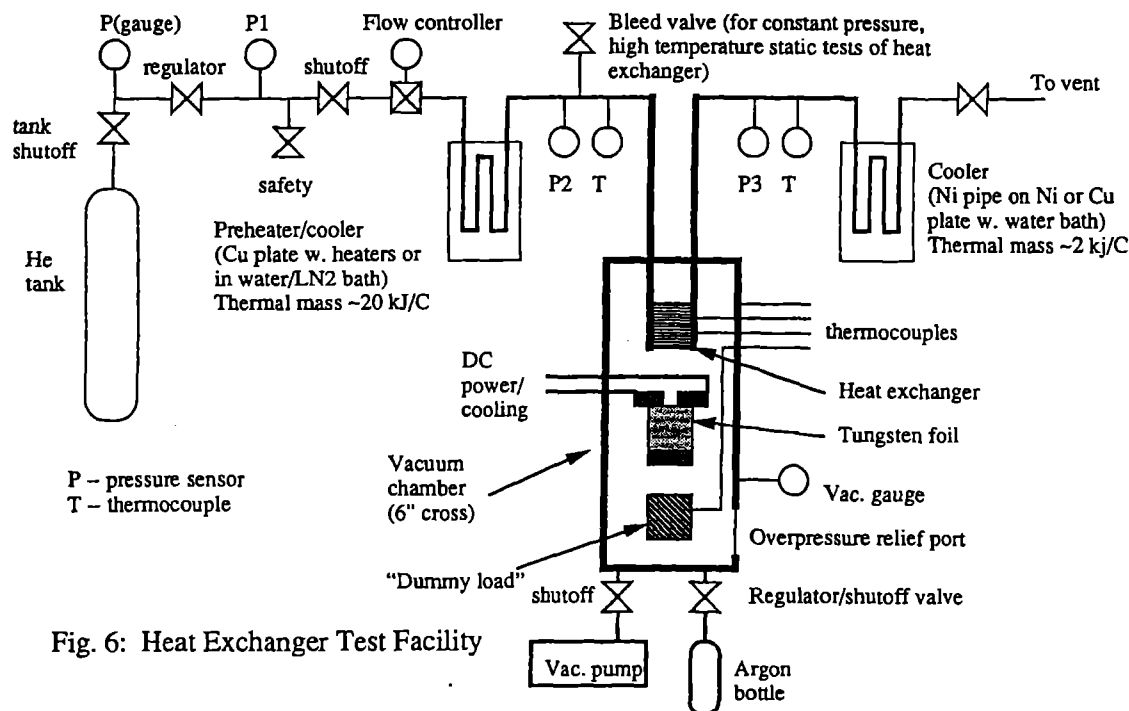 P(gauge)
P1
Flow controller
Bleed valve (for constant pressure,
high temperature static tests of heat
exchanger)
regulator
shutoff
To vent
tank
shutoff
safety
P2
T
P3
T
Cooler
(Ni pipe on Ni or Cu
plate w. water bath)
Thermal mass ~2 kj/C
Preheater/cooler
(Cu plate w. heaters or
in water/LN2 bath)
Thermal mass ~20 kJ/C
He
tank
thermocouples
DC
power/
cooling
Heat exchanger
Tungsten foil
P – pressure sensor
T – thermocouple
Vacuum
chamber
(6" cross)
Vac. gauge
Overpressure relief port
"Dummy load"
shutoff
Regulator/shutoff valve
Fig. 6: Heat Exchanger Test Facility
Vac. pump
Argon
bottle